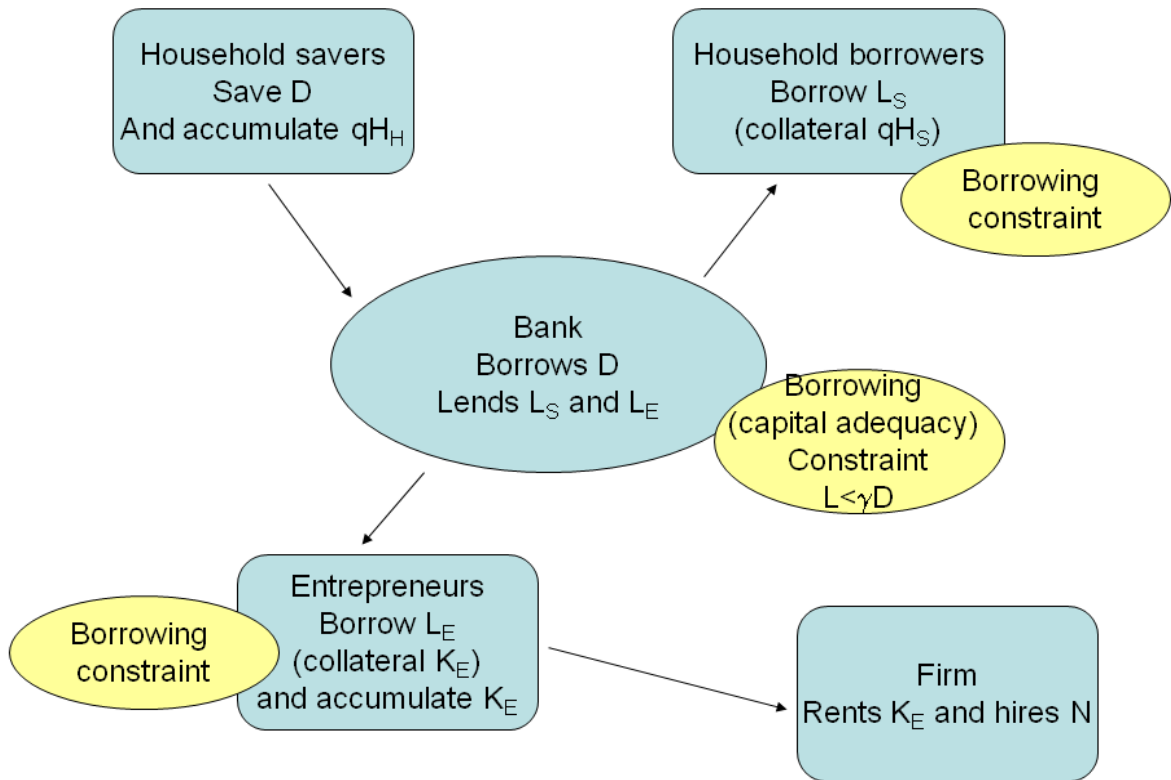 Household savers
Save D
And accumulate qH_H
Household borrowers
Borrow L_S
(collateral qH_S)
Borrowing
constraint
Bank
Borrows D
Lends L_S and L_E
Borrowing
(capital adequacy)
Constraint
L<γD
Entrepreneurs
Borrow L_E
(collateral K_E)
and accumulate K_E
Borrowing
constraint
Firm
Rents K_E and hires N